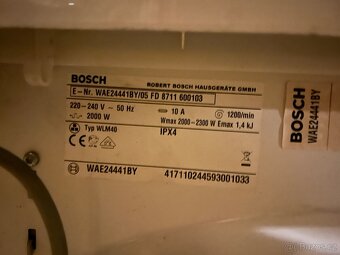 BOSCH
ROBERT BOSCH HAUSGERÄTE GMBH
E-Nr. WAE24441BY/05 FD 8711 600103
220-240 V ~ 50 Hz
10 A
1200/min
2000 W
Wmax 2000-2300 W Emax 1,4 kJ
Typ WLM40
IPX4
WAE24441BY
417110244593001033
BOSCH
WAE24441BY